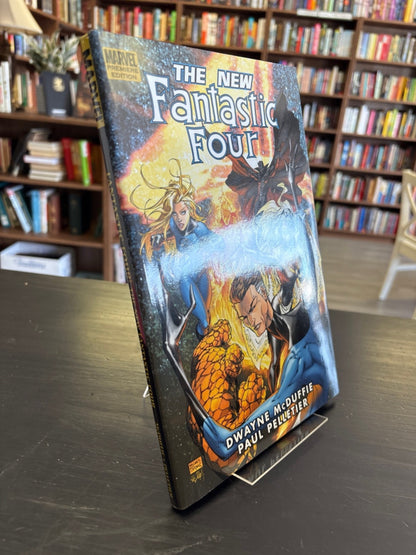 MARVEL
PREMIERE
EDITION
THE NEW
FANTASTIC
FOUR
DWAYNE McDUFFIE
PAUL PELLETIER